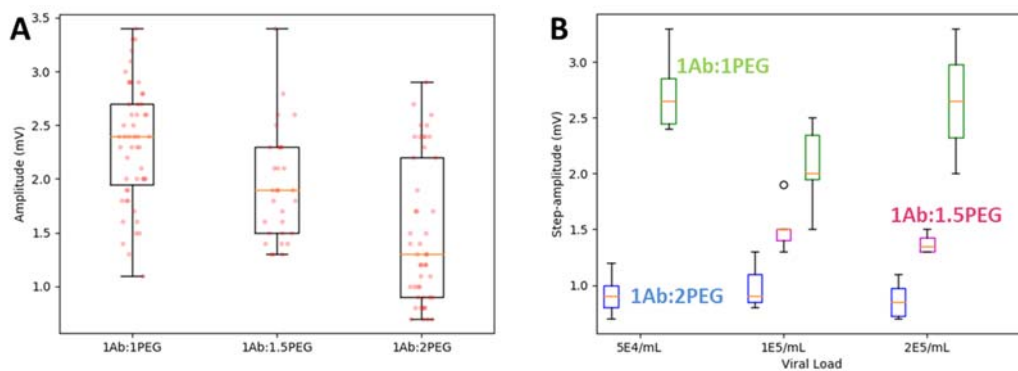 A
3.5
3.0
2.5
2.0
1.5
1.0
Amplitude (mV)
1Ab:1PEG
1Ab:1.5PEG
1Ab:2PEG
B
3.0
2.5
2.0
1.5
1.0
Step-amplitude (mV)
1Ab:1PEG
1Ab:1.5PEG
1Ab:2PEG
5E4/mL
1E5/mL
2E5/mL
Viral Load